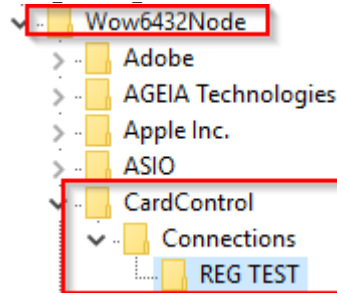 Wow6432Node
Adobe
AGEIA Technologies
Apple Inc.
ASIO
CardControl
Connections
REG TEST